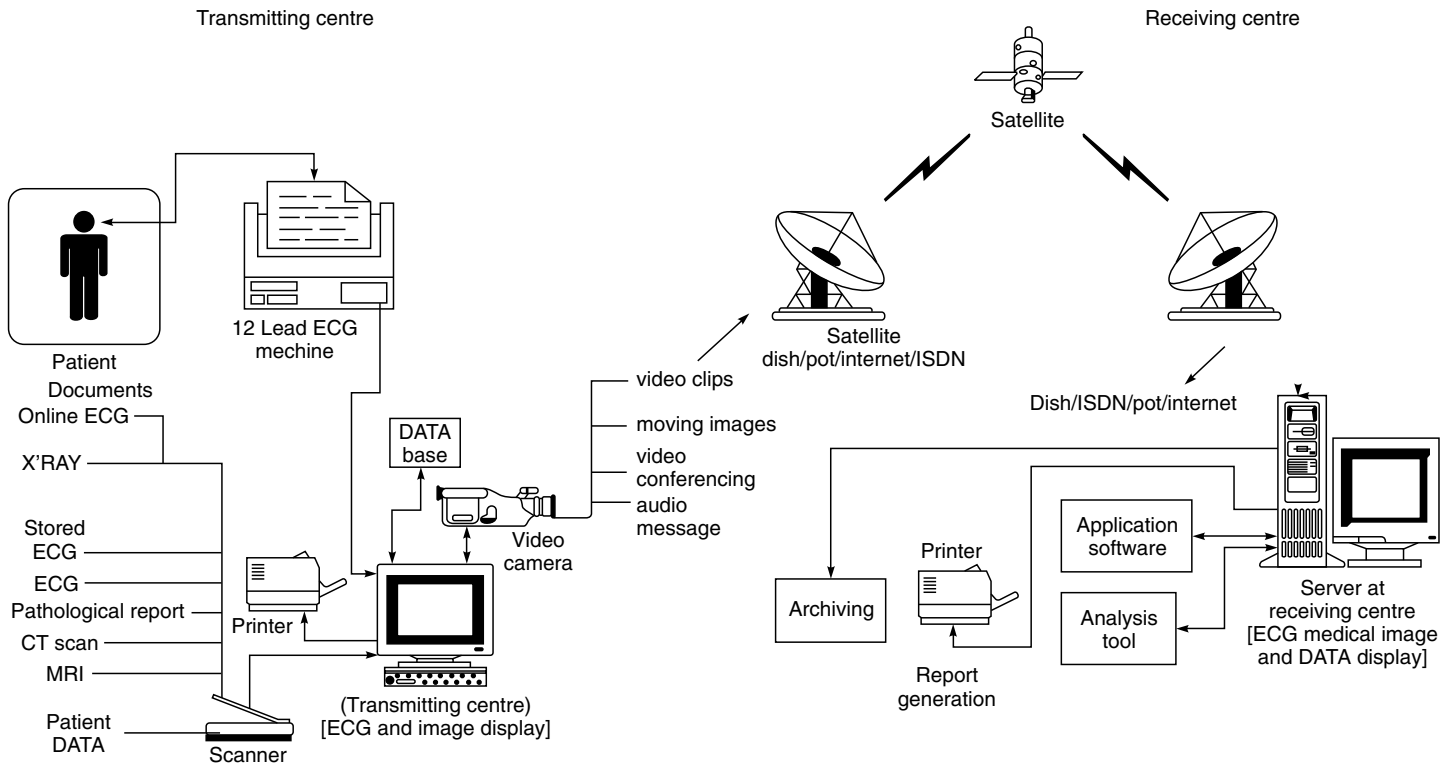 Transmitting centre
Receiving centre
Satellite
12 Lead ECG
mechine
Patient
Documents
Online ECG
X'RAY
Stored
ECG
ECG
Pathological report
CT scan
MRI
Patient
DATA
Scanner
Printer
DATA
base
Video
camera
(Transmitting centre)
[ECG and image display]
video clips
moving images
video
conferencing
audio
message
Satellite
dish/pot/internet/ISDN
Dish/ISDN/pot/internet
Archiving
Printer
Report
generation
Application
software
Analysis
tool
Server at
receiving centre
[ECG medical image
and DATA display]